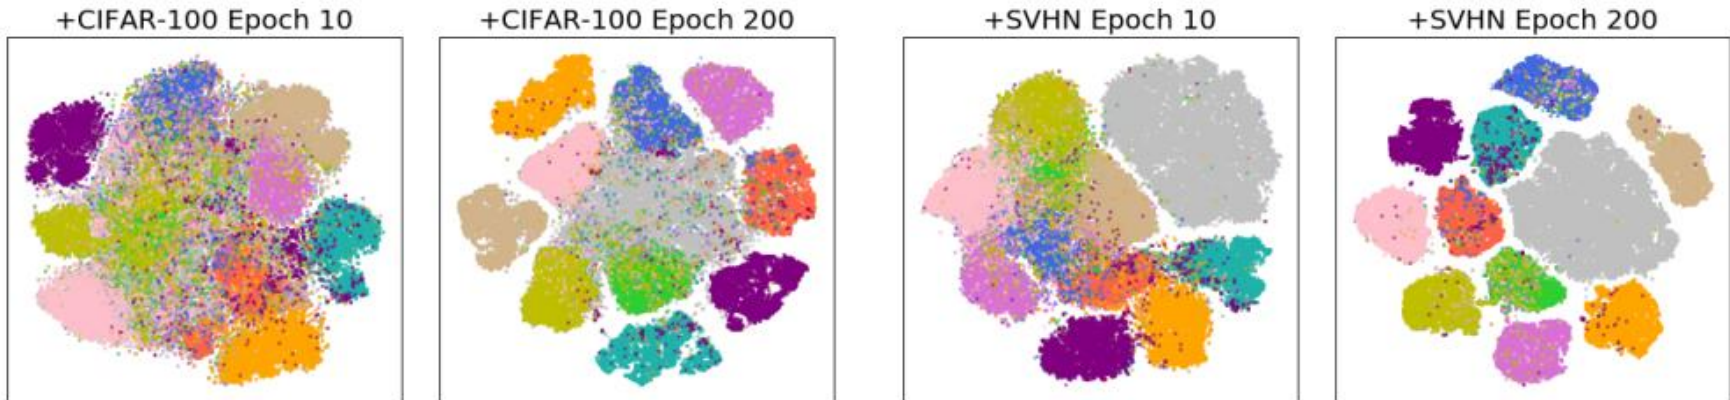 +CIFAR-100 Epoch 10
+CIFAR-100 Epoch 200
+SVHN Epoch 10
+SVHN Epoch 200